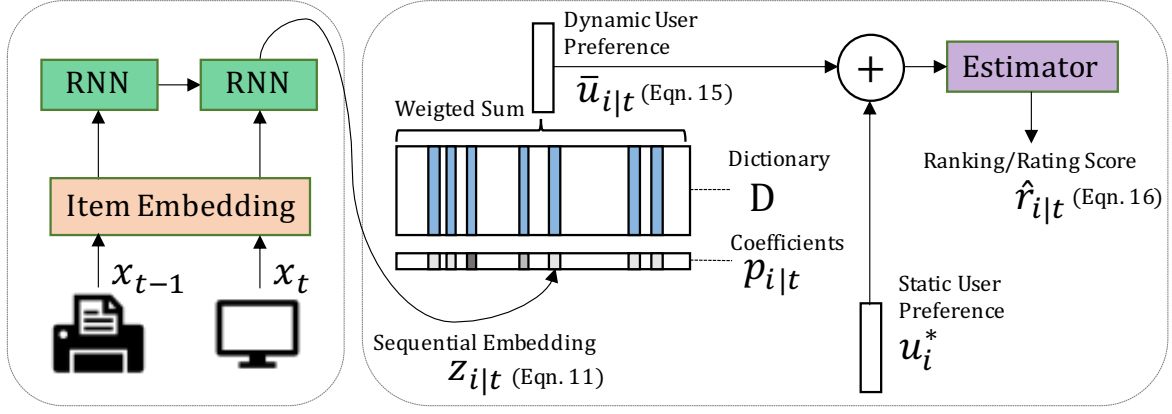 RNN
RNN
Item Embedding
x_{t-1}
x_t
Dynamic User
Preference
ū_{i|t} (Eqn. 15)
Weigted Sum
Dictionary
D
Coefficients
p_{i|t}
Sequential Embedding
z_{i|t} (Eqn. 11)
+
Estimator
Ranking/Rating Score
r̂_{i|t} (Eqn. 16)
Static User
Preference
u_i^*